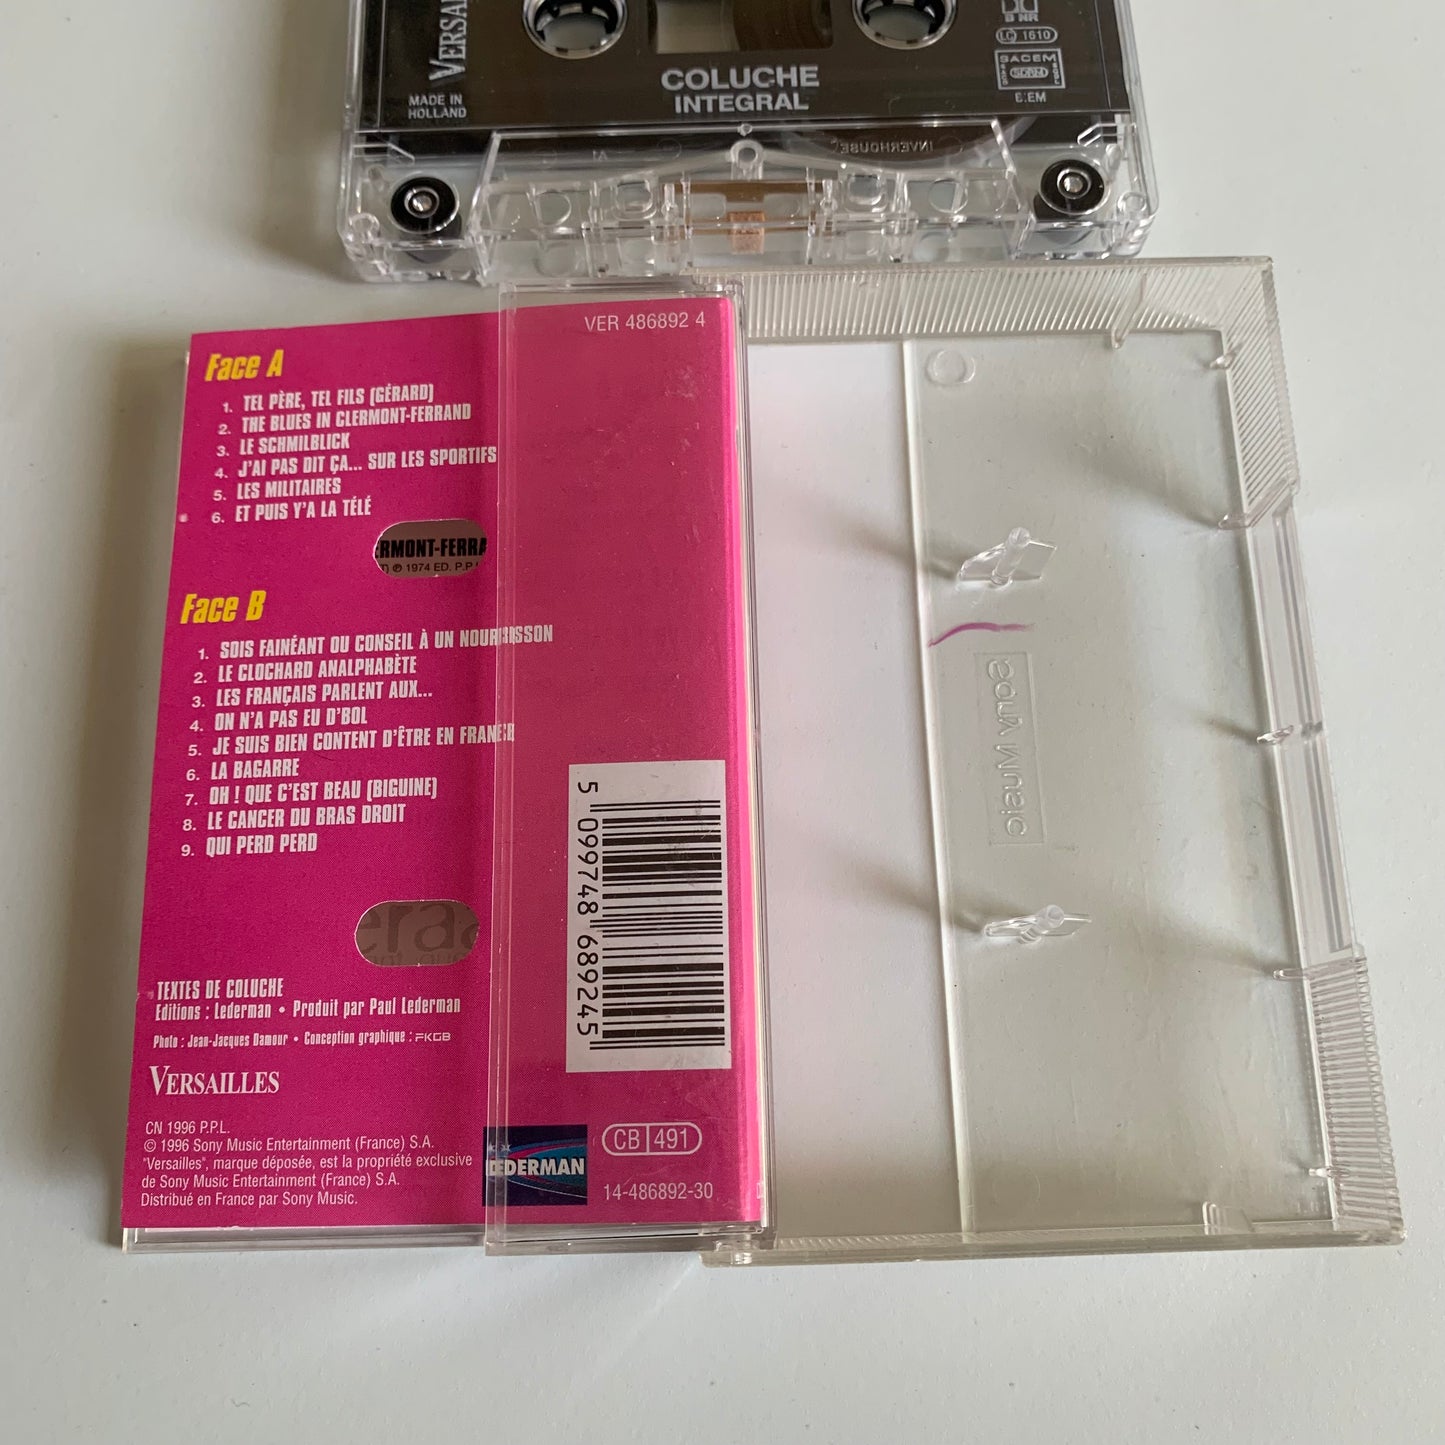 MADE IN
HOLLAND
COLUCHE
INTEGRAL
B NR
LC 1610
SACEM
SDRM
INVERHOUSE
VER 486892 4
Face A
1. TEL PÈRE, TEL FILS (GÉRARD)
2. THE BLUES IN CLERMONT-FERRAND
3. LE SCHMILBLICK
4. J'AI PAS DIT ÇA... SUR LES SPORTIFS
5. LES MILITAIRES
6. ET PUIS Y'A LA TÉLÉ
ERMONT-FERRA
℗ 1974 ED. P.P.
Face B
1. SOIS FAINÉANT OU CONSEIL À UN NOURRISSON
2. LE CLOCHARD ANALPHABÈTE
3. LES FRANÇAIS PARLENT AUX...
4. ON N'A PAS EU D'BOL
5. JE SUIS BIEN CONTENT D'ÊTRE EN FRANCE
6. LA BAGARRE
7. OH ! QUE C'EST BEAU (BIGUINE)
8. LE CANCER DU BRAS DROIT
9. QUI PERD PERD
TEXTES DE COLUCHE
Editions : Lederman • Produit par Paul Lederman
Photo : Jean-Jacques Damour • Conception graphique : FKGB
VERSAILLES
CN 1996 P.P.L.
© 1996 Sony Music Entertainment (France) S.A.
"Versailles", marque déposée, est la propriété exclusive
de Sony Music Entertainment (France) S.A.
Distribué en France par Sony Music.
5 099748 689245
LEDERMAN
CB 491
14-486892-30
Sony Music